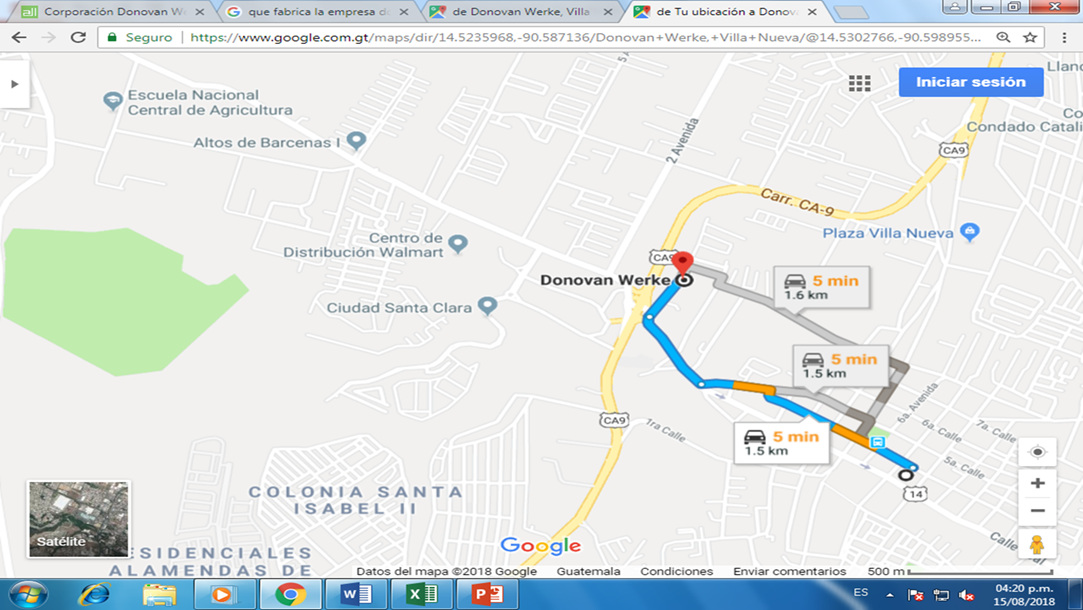 Corporación Donovan W
que fabrica la empresa d
de Donovan Werke, Villa
de Tu ubicación a Donov
Seguro
https://www.google.com.gt/maps/dir/14.5235968,-90.587136/Donovan+Werke,+Villa+Nueva/@14.5302766,-90.598955...
Iniciar sesión
Escuela Nacional
Central de Agricultura
Altos de Barcenas I
2 Avenida
Condado Catali
CA9
Carr. CA-9
Plaza Villa Nueva
Centro de
Distribución Walmart
CA9
Donovan Werke
5 min
1.6 km
Ciudad Santa Clara
5 min
1.5 km
CA9
1ra Calle
5 min
1.5 km
6a. Avenida
6a. Calle
7a. Calle
5a. Calle
14
COLONIA SANTA
ISABEL II
Satélite
ESIDENCIALES
ALAMENDAS DE
Google
Calle
Datos del mapa ©2018 Google
Guatemala
Condiciones
Enviar comentarios
500 m
ES
04:20 p.m.
15/08/2018